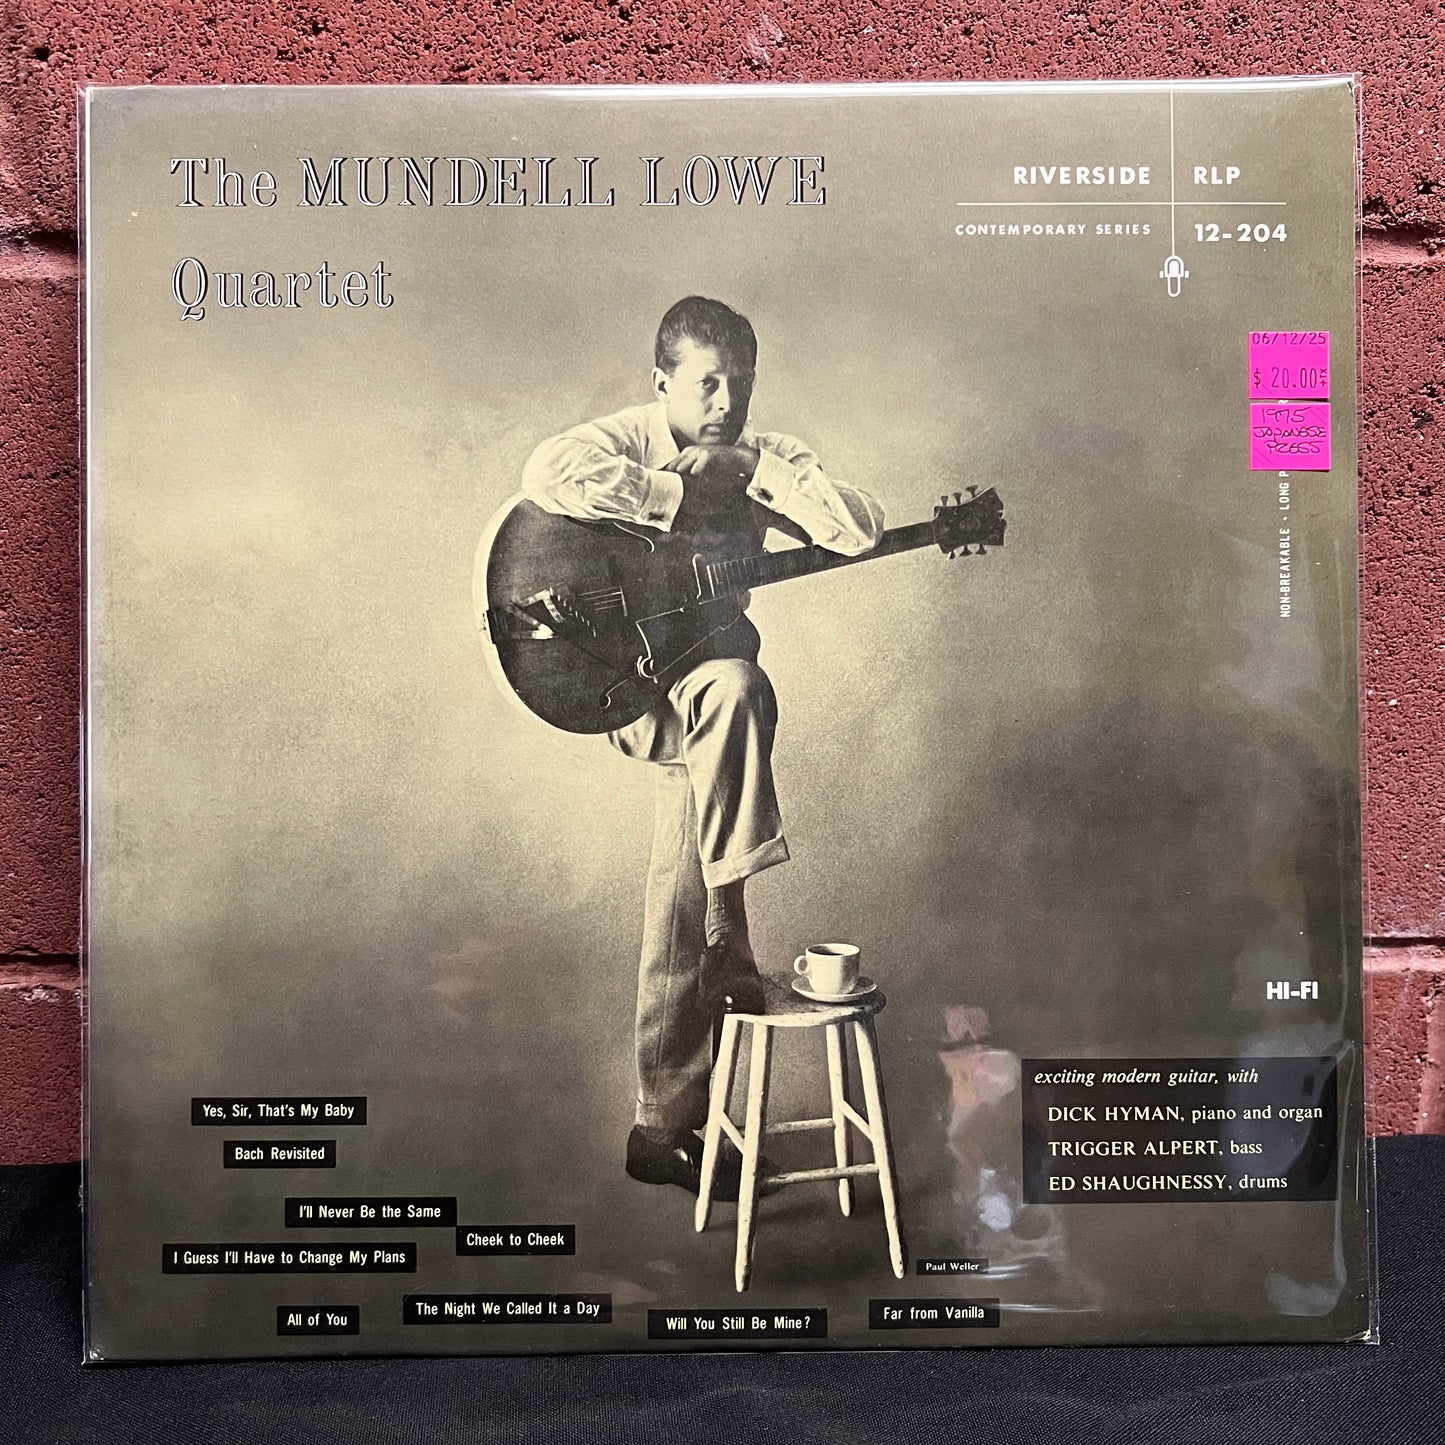 The MUNDELL LOWE
Quartet
RIVERSIDE RLP
CONTEMPORARY SERIES 12-204
06/12/25
$ 20.00
1975
JAPANESE
PRESS
NON-BREAKABLE • LONG
HI-FI
exciting modern guitar, with
DICK HYMAN, piano and organ
TRIGGER ALPERT, bass
ED SHAUGHNESSY, drums
Yes, Sir, That's My Baby
Bach Revisited
I'll Never Be the Same
Cheek to Cheek
I Guess I'll Have to Change My Plans
Paul Weller
All of You
The Night We Called It a Day
Will You Still Be Mine?
Far from Vanilla